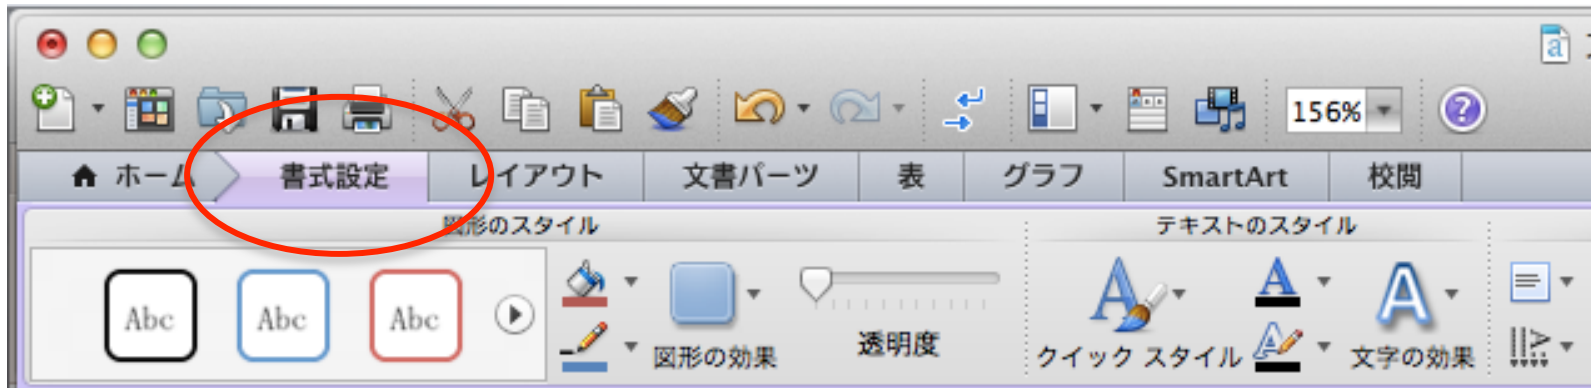 156%
ホーム 書式設定 レイアウト 文書パーツ 表 グラフ SmartArt 校閲
図形のスタイル テキストのスタイル
Abc Abc Abc
透明度
図形の効果 クイック スタイル 文字の効果